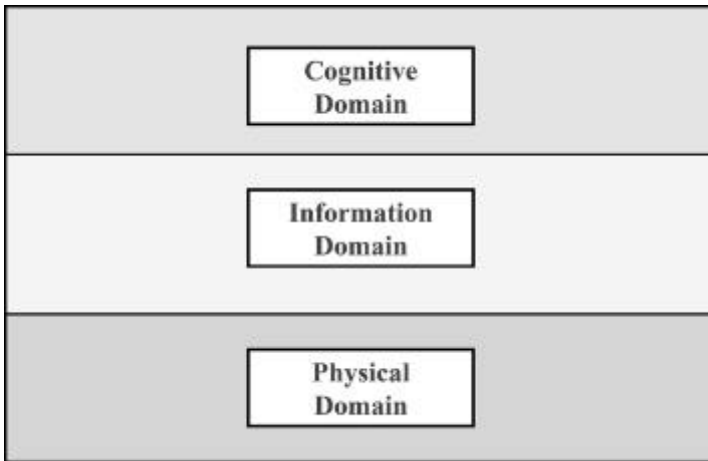 Cognitive
Domain
Information
Domain
Physical
Domain